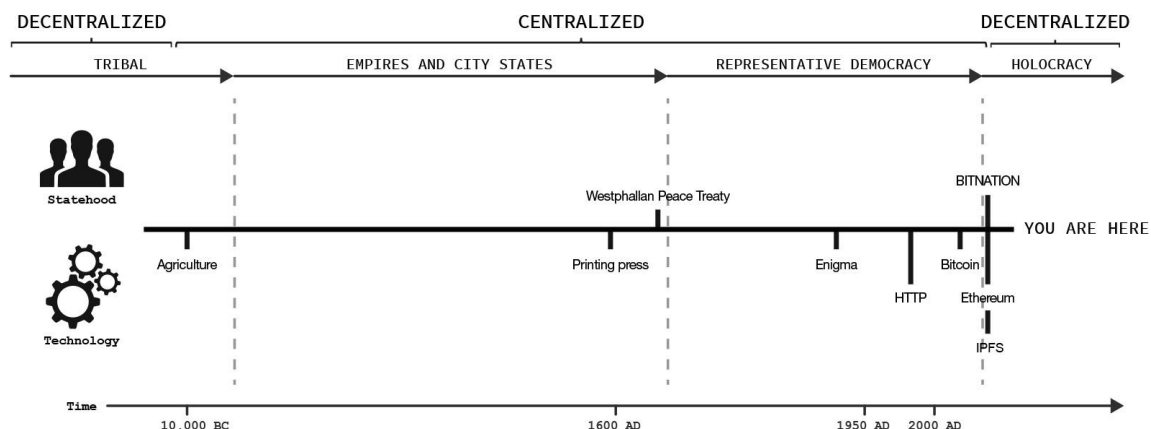 DECENTRALIZED CENTRALIZED DECENTRALIZED
TRIBAL EMPIRES AND CITY STATES REPRESENTATIVE DEMOCRACY HOLOCRACY
Statehood
BITNATION
Westphallan Peace Treaty
YOU ARE HERE
Agriculture Printing press Enigma Bitcoin
HTTP Ethereum
Technology
IPFS
Time
10.000 BC 1600 AD 1950 AD 2000 AD